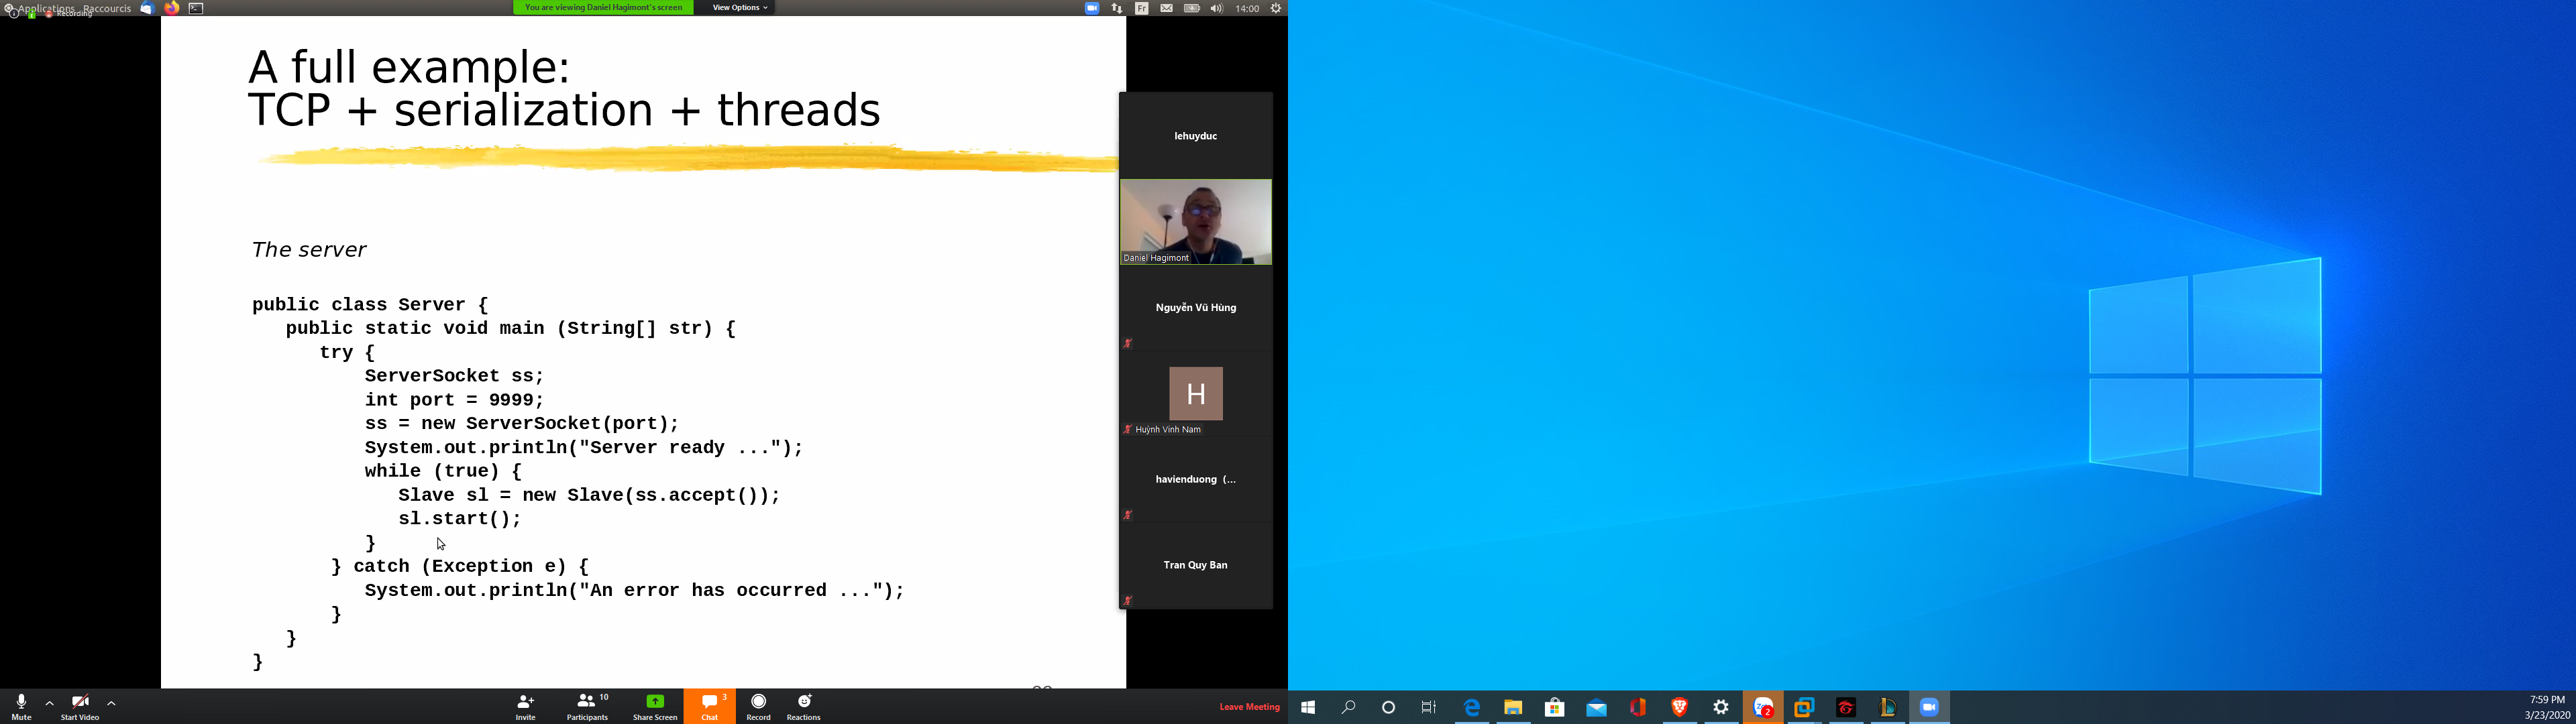 Applications Raccourcis
Recording
You are viewing Daniel Hagimont's screen
View Options
Fr
14:00
A full example:
TCP + serialization + threads
The server
public class Server {
public static void main (String[] str) {
try {
ServerSocket ss;
int port = 9999;
ss = new ServerSocket(port);
System.out.println("Server ready ...");
while (true) {
Slave sl = new Slave(ss.accept());
sl.start();
}
} catch (Exception e) {
System.out.println("An error has occurred ...");
}
}
}
lehuyduc
Daniel Hagimont
Nguyễn Vũ Hùng
H
Huỳnh Vinh Nam
havienduong (...
Tran Quy Ban
Mute
Start Video
Invite
Participants
10
Share Screen
Chat
3
Record
Reactions
Leave Meeting
2
7:59 PM
3/23/2020